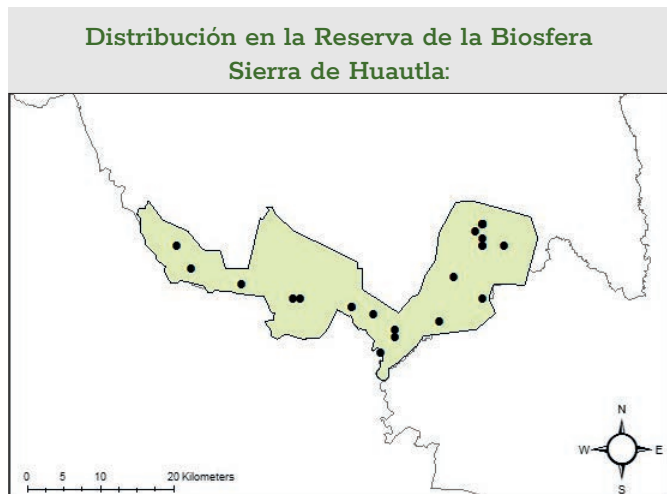 Distribución en la Reserva de la Biosfera
Sierra de Huautla:
N
W E
S
0 5 10 20 Kilometers